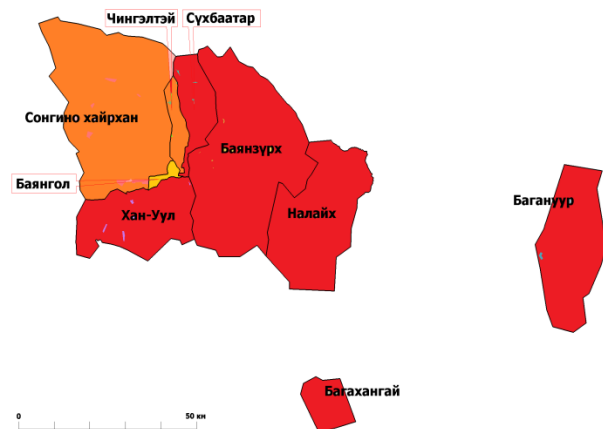 Чингэлтэй
Сүхбаатар
Сонгино хайрхан
Баянзүрх
Баянгол
Багануур
Хан-Уул
Налайх
Багахангай
0
50 км